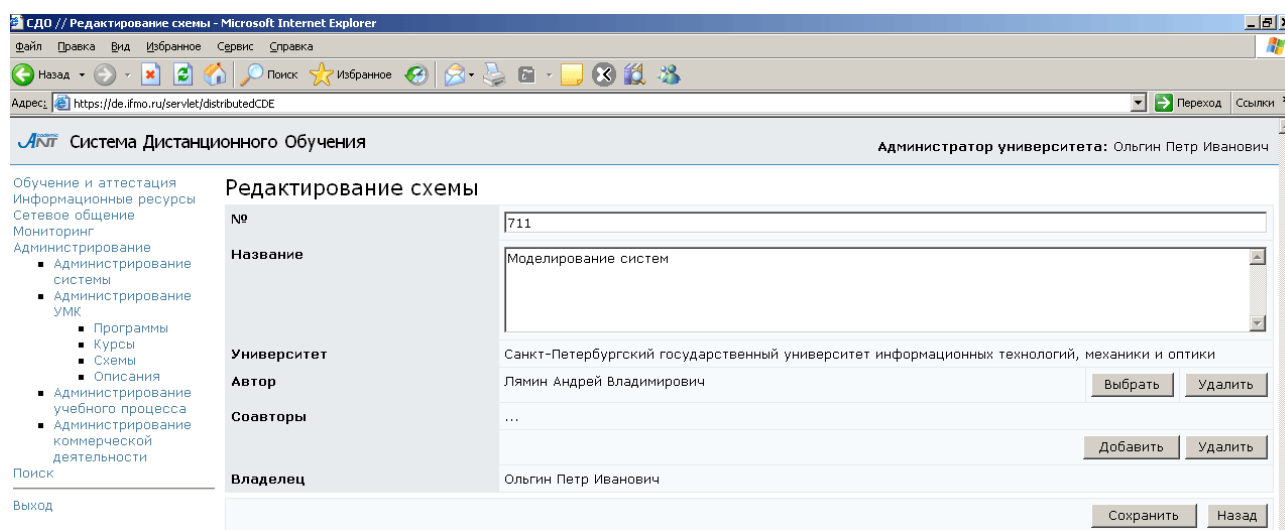 СДО // Редактирование схемы - Microsoft Internet Explorer
Файл Правка Вид Избранное Сервис Справка
Назад Поиск Избранное
Адрес: https://de.ifmo.ru/servlet/distributedCDE Переход Ссылки
Academic ANT Система Дистанционного Обучения
Администратор университета: Ольгин Петр Иванович
Обучение и аттестация
Информационные ресурсы
Сетевое общение
Мониторинг
Администрирование
Администрирование
системы
Администрирование
УМК
Программы
Курсы
Схемы
Описания
Администрирование
учебного процесса
Администрирование
коммерческой
деятельности
Поиск
Выход
Редактирование схемы
№ 711
Название Моделирование систем
Университет Санкт-Петербургский государственный университет информационных технологий, механики и оптики
Автор Лямин Андрей Владимирович Выбрать Удалить
Соавторы ...
Добавить Удалить
Владелец Ольгин Петр Иванович
Сохранить Назад